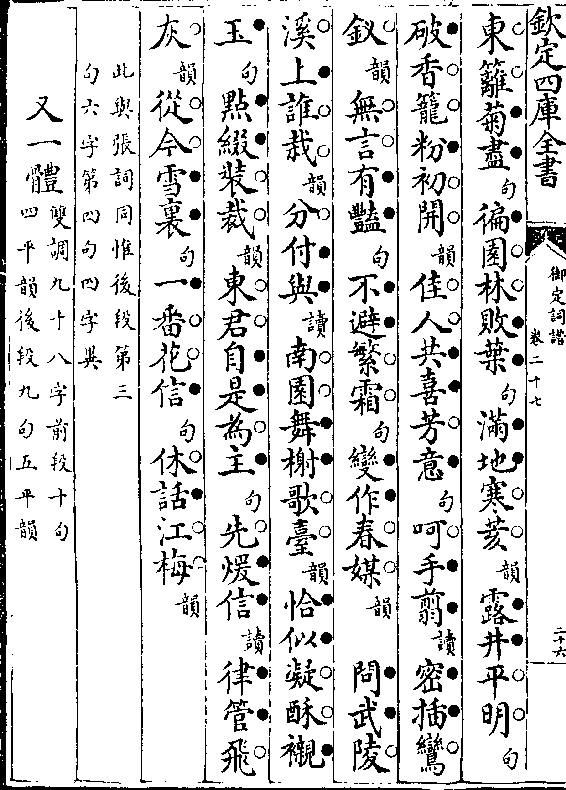 欽定四庫全書
御定詞譜
卷二十七
二十六
東籬菊盡句徧園林敗葉句滿地寒荄韻露井平明句
破香籠粉初開韻佳人共喜芳意句呵手翦讀密插鸞
釵韻無言有豔句不避繁霜句變作春媒韻問武陵
溪上誰栽韻分付與讀南園舞榭歌臺韻恰似凝酥襯
玉句點綴裝裁韻東君自是為主句先煖信讀律管飛
灰韻從今雪裏句一番花信句休話江梅韻
此與張詞同惟後段第三
句六字第四句四字異
又一體雙調九十八字前段十句
四平韻後段九句五平韻